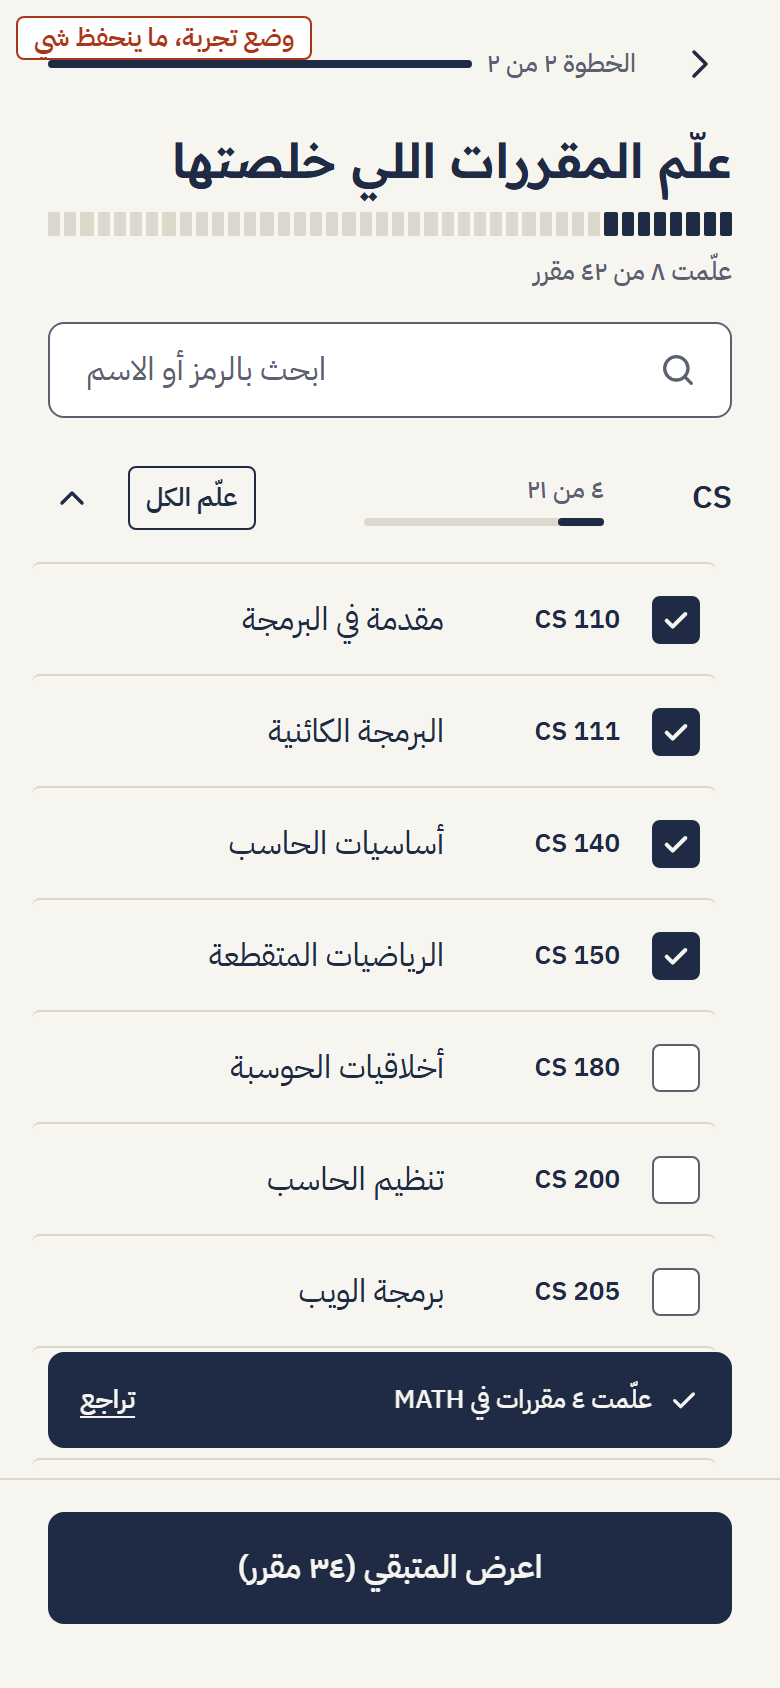 وضع تجربة، ما ينحفظ شي
الخطوة ٢ من ٢
علّم المقررات اللي خلصتها
علّمت ٨ من ٤٢ مقرر
ابحث بالرمز أو الاسم
CS
٤ من ٢١
علّم الكل
CS 110 مقدمة في البرمجة
CS 111 البرمجة الكائنية
CS 140 أساسيات الحاسب
CS 150 الرياضيات المتقطعة
CS 180 أخلاقيات الحوسبة
CS 200 تنظيم الحاسب
CS 205 برمجة الويب
علّمت ٤ مقررات في MATH
تراجع
اعرض المتبقي (٣٤ مقرر)